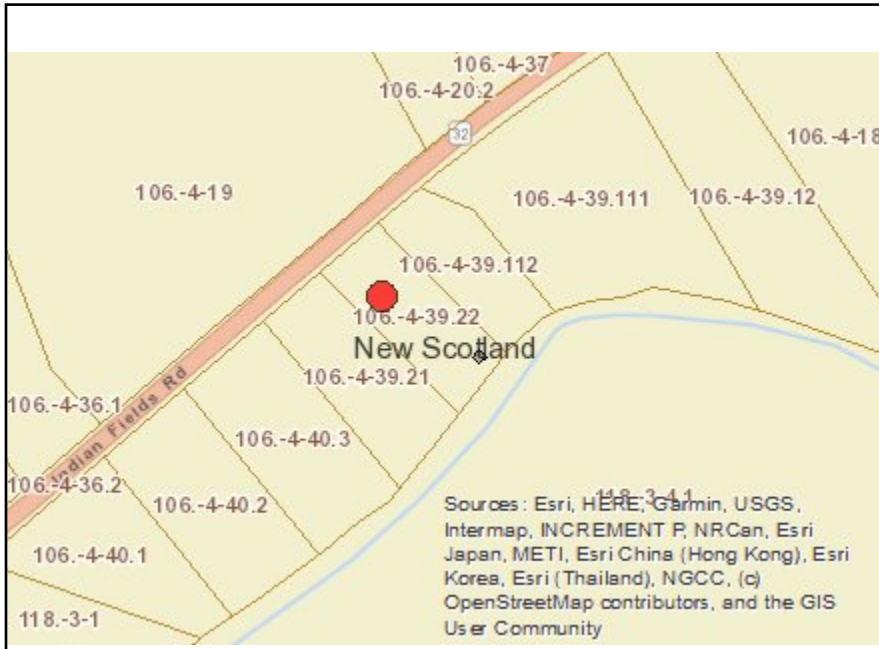 106.-4-37
106.-4-20.2
32
106.-4-18
106.-4-19
106.-4-39.111
106.-4-39.12
106.-4-39.112
106.-4-39.22
New Scotland
106.-4-39.21
106.-4-36.1
Indian Fields Rd
106.-4-40.3
106.-4-36.2
106.-4-40.2
118.-3-4.1
106.-4-40.1
118.-3-1
Sources: Esri, HERE, Garmin, USGS,
Intermap, INCREMENT P, NRCan, Esri
Japan, METI, Esri China (Hong Kong), Esri
Korea, Esri (Thailand), NGCC, (c)
OpenStreetMap contributors, and the GIS
User Community